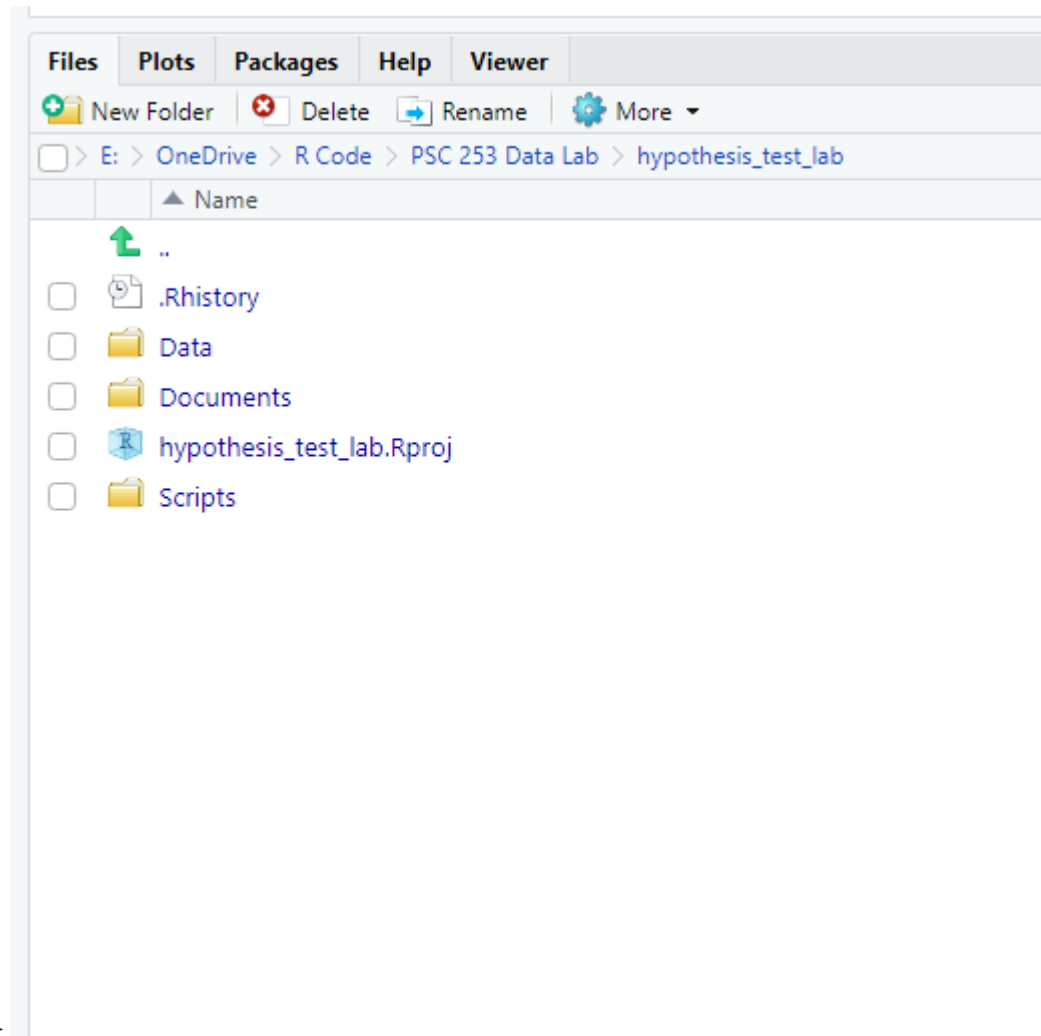 Files Plots Packages Help Viewer
New Folder Delete Rename More
E: > OneDrive > R Code > PSC 253 Data Lab > hypothesis_test_lab
Name
..
.Rhistory
Data
Documents
hypothesis_test_lab.Rproj
Scripts